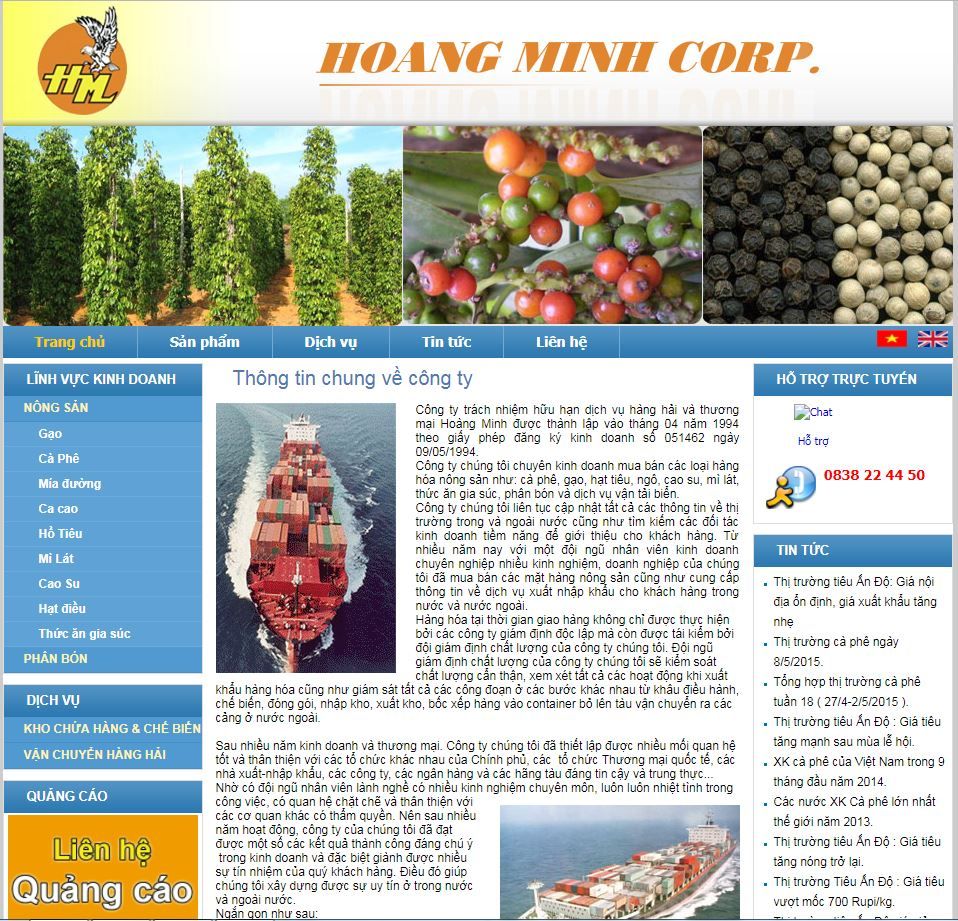 HM
HOANG MINH CORP.
Trang chủ
Sản phẩm
Dịch vụ
Tin tức
Liên hệ
LĨNH VỰC KINH DOANH
NÔNG SẢN
Gạo
Cà Phê
Mía đường
Ca cao
Hồ Tiêu
Mì Lát
Cao Su
Hạt điều
Thức ăn gia súc
PHÂN BÓN
DỊCH VỤ
KHO CHỨA HÀNG & CHẾ BIẾN
VẬN CHUYỂN HÀNG HẢI
QUẢNG CÁO
Liên hệ
Quảng cáo
Thông tin chung về công ty
Công ty trách nhiệm hữu hạn dịch vụ hàng hải và thương
mại Hoàng Minh được thành lập vào tháng 04 năm 1994
theo giấy phép đăng ký kinh doanh số 051462 ngày
09/05/1994.
Công ty chúng tôi chuyên kinh doanh mua bán các loại hàng
hóa nông sản như: cà phê, gạo, hạt tiêu, ngô, cao su, mì lát,
thức ăn gia súc, phân bón và dịch vụ vận tải biển.
Công ty chúng tôi liên tục cập nhật tất cả các thông tin về thị
trường trong và ngoài nước cũng như tìm kiếm các đối tác
kinh doanh tiềm năng để giới thiệu cho khách hàng. Từ
nhiều năm nay với một đội ngũ nhân viên kinh doanh
chuyên nghiệp nhiều kinh nghiệm, doanh nghiệp của chúng
tôi đã mua bán các mặt hàng nông sản cũng như cung cấp
thông tin về dịch vụ xuất nhập khẩu cho khách hàng trong
nước và nước ngoài.
Hàng hóa tại thời gian giao hàng không chỉ được thực hiện
bởi các công ty giám định độc lập mà còn được tái kiểm bởi
đội giám định chất lượng của công ty chúng tôi. Đội ngũ
giám định chất lượng của công ty chúng tôi sẽ kiểm soát
chất lượng cẩn thận, xem xét tất cả các hoạt động khi xuất
khẩu hàng hóa cũng như giám sát tất cả các công đoạn ở các bước khác nhau từ khâu điều hành,
chế biến, đóng gói, nhập kho, xuất kho, bốc xếp hàng vào container bỏ lên tàu vận chuyển ra các
cảng ở nước ngoài.
Sau nhiều năm kinh doanh và thương mại. Công ty chúng tôi đã thiết lập được nhiều mối quan hệ
tốt và thân thiện với các tổ chức khác nhau của Chính phủ, các tổ chức Thương mại quốc tế, các
nhà xuất-nhập khẩu, các công ty, các ngân hàng và các hãng tàu đáng tin cậy và trung thực...
Nhờ có đội ngũ nhân viên lành nghề có nhiều kinh nghiệm chuyên môn, luôn luôn nhiệt tình trong
công việc, có quan hệ chặt chẽ và thân thiện với
các cơ quan khác có thẩm quyền. Nên sau nhiều
năm hoạt động, công ty của chúng tôi đã đạt
được một số các kết quả thành công đáng chú ý
trong kinh doanh và đặc biệt giành được nhiều
sự tín nhiệm của quý khách hàng. Điều đó giúp
chúng tôi xây dựng được sự uy tín ở trong nước
và ngoài nước.
Ngắn gọn như sau:
HỖ TRỢ TRỰC TUYẾN
Chat
Hỗ trợ
0838 22 44 50
TIN TỨC
Thị trường tiêu Ấn Độ: Giá nội
địa ổn định, giá xuất khẩu tăng
nhẹ
Thị trường cà phê ngày
8/5/2015.
Tổng hợp thị trường cà phê
tuần 18 ( 27/4-2/5/2015 ).
Thị trường tiêu Ấn Độ : Giá tiêu
tăng mạnh sau mùa lễ hội.
XK cà phê của Việt Nam trong 9
tháng đầu năm 2014.
Các nước XK Cà phê lớn nhất
thế giới năm 2013.
Thị trường tiêu Ấn Độ : Giá tiêu
tăng nóng trở lại.
Thị trường Tiêu Ấn Độ : Giá tiêu
vượt mốc 700 Rupi/kg.